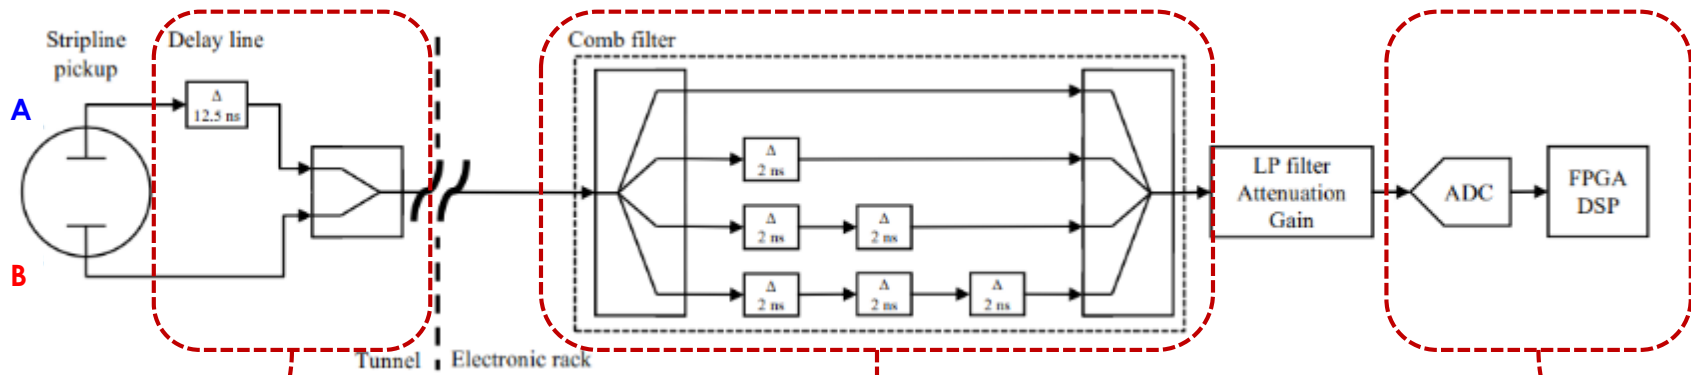 Stripline
pickup
Delay line
A
Δ
12.5 ns
B
Tunnel
Electronic rack
Comb filter
Δ
2 ns
Δ
2 ns
Δ
2 ns
Δ
2 ns
Δ
2 ns
Δ
2 ns
LP filter
Attenuation
Gain
ADC
FPGA
DSP